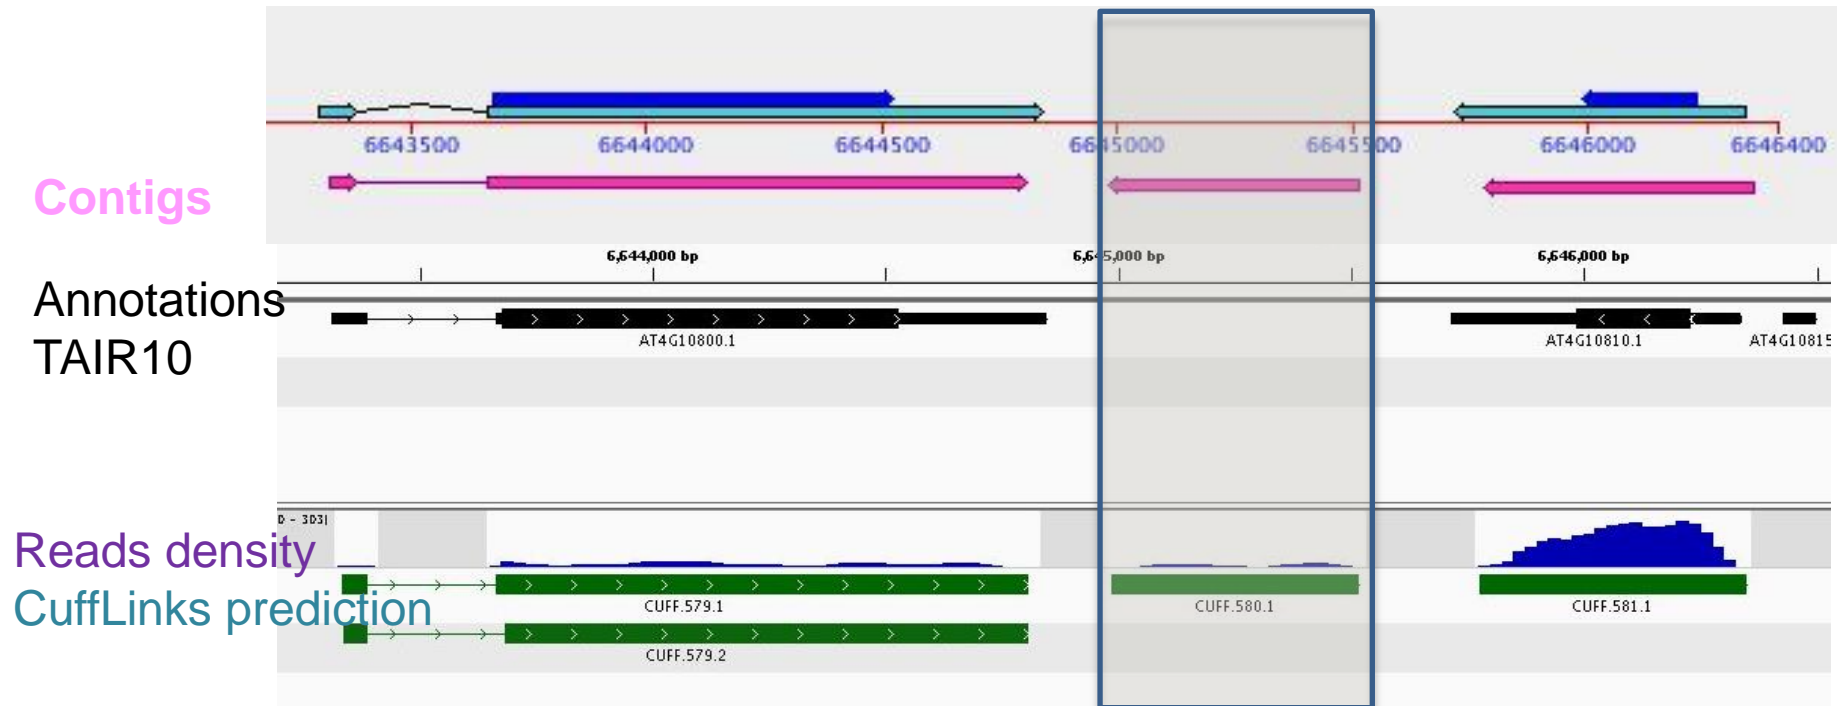 6643500 6644000 6644500 6645000 6645500 6646000 6646400
Contigs
6,644,000 bp 6,645,000 bp 6,646,000 bp
Annotations
TAIR10
AT4G10800.1 AT4G10810.1 AT4G10815
Reads density
CuffLinks prediction
CUFF.579.1 CUFF.580.1 CUFF.581.1
CUFF.579.2